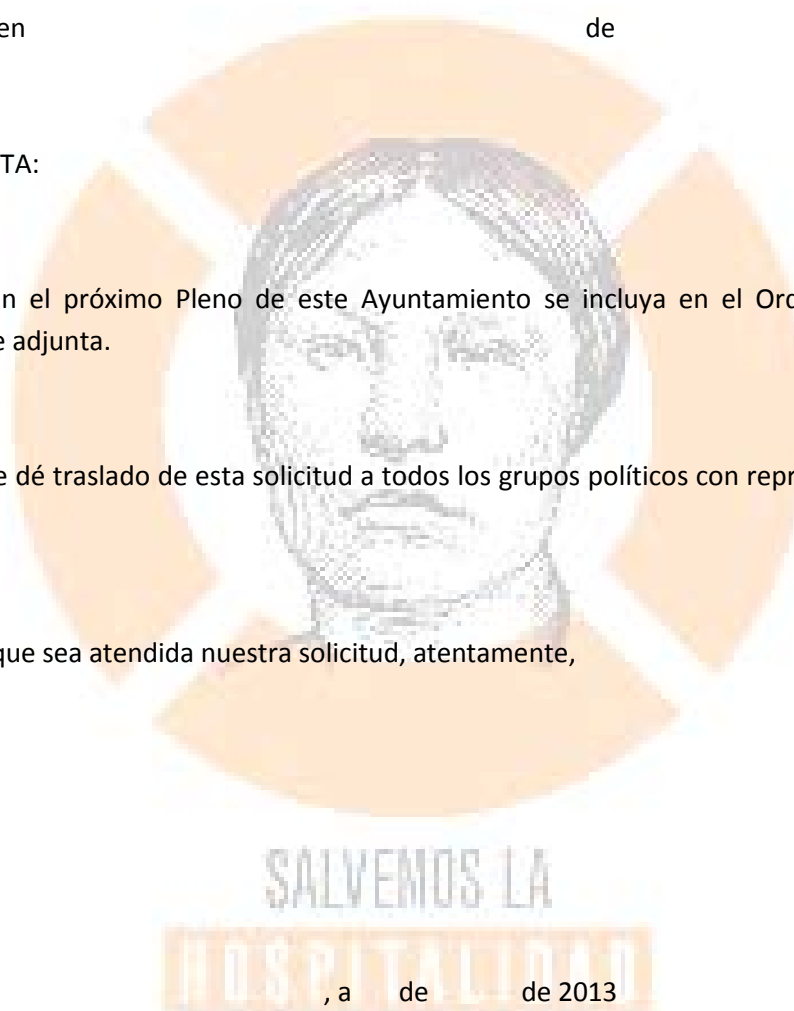 en de
TA:
n el próximo Pleno de este Ayuntamiento se incluya en el Ord
e adjunta.
e dé traslado de esta solicitud a todos los grupos políticos con repr
que sea atendida nuestra solicitud, atentamente,
SALVEMOS LA
HOSPITALIDAD
, a de de 2013